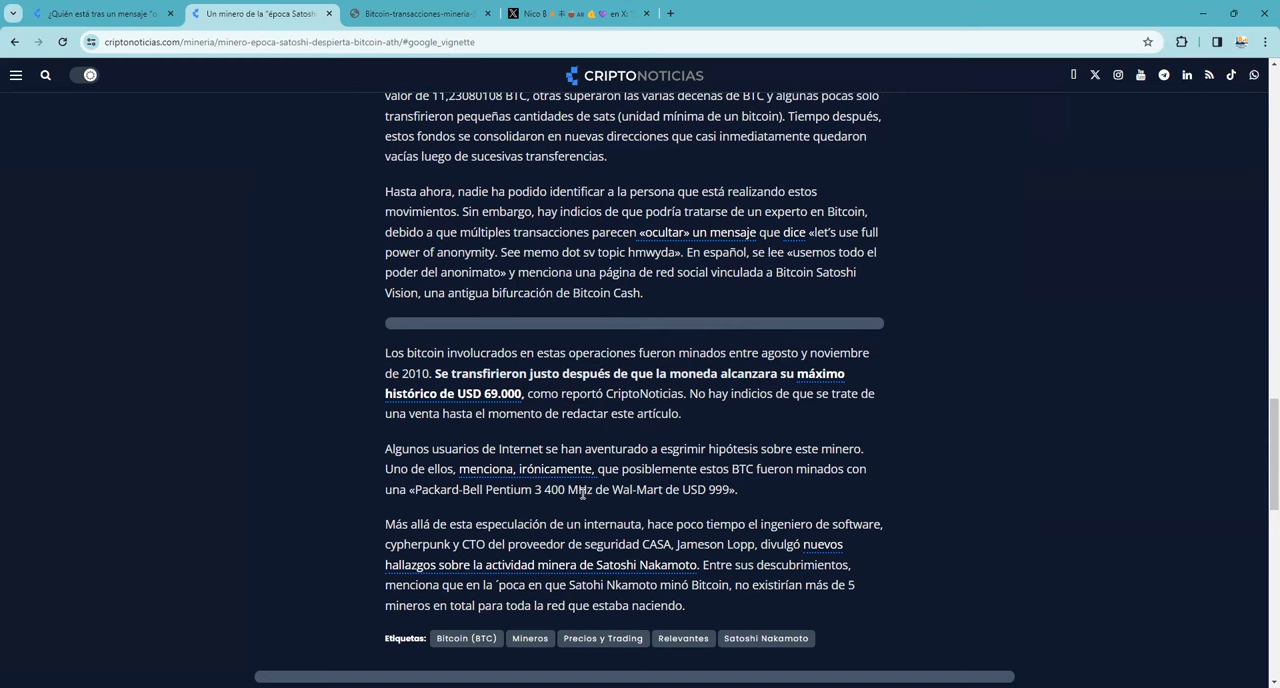 ¿Quién está tras un mensaje "o
Un minero de la "época Satoshi
Bitcoin-transacciones-mineria-
Nico B AR en X: "
criptonoticias.com/mineria/minero-epoca-satoshi-despierta-bitcoin-ath/#google_vignette
CRIPTONOTICIAS
valor de 11,23080108 BTC, otras superaron las varias decenas de BTC y algunas pocas solo
transfirieron pequeñas cantidades de sats (unidad mínima de un bitcoin). Tiempo después,
estos fondos se consolidaron en nuevas direcciones que casi inmediatamente quedaron
vacías luego de sucesivas transferencias.
Hasta ahora, nadie ha podido identificar a la persona que está realizando estos
movimientos. Sin embargo, hay indicios de que podría tratarse de un experto en Bitcoin,
debido a que múltiples transacciones parecen «ocultar» un mensaje que dice «let's use full
power of anonymity. See memo dot sv topic hmwyda». En español, se lee «usemos todo el
poder del anonimato» y menciona una página de red social vinculada a Bitcoin Satoshi
Vision, una antigua bifurcación de Bitcoin Cash.
Los bitcoin involucrados en estas operaciones fueron minados entre agosto y noviembre
de 2010. Se transfirieron justo después de que la moneda alcanzara su máximo
histórico de USD 69.000, como reportó CriptoNoticias. No hay indicios de que se trate de
una venta hasta el momento de redactar este artículo.
Algunos usuarios de Internet se han aventurado a esgrimir hipótesis sobre este minero.
Uno de ellos, menciona, irónicamente, que posiblemente estos BTC fueron minados con
una «Packard-Bell Pentium 3 400 MHz de Wal-Mart de USD 999».
Más allá de esta especulación de un internauta, hace poco tiempo el ingeniero de software,
cypherpunk y CTO del proveedor de seguridad CASA, Jameson Lopp, divulgó nuevos
hallazgos sobre la actividad minera de Satoshi Nakamoto. Entre sus descubrimientos,
menciona que en la ´poca en que Satohi Nkamoto minó Bitcoin, no existirían más de 5
mineros en total para toda la red que estaba naciendo.
Etiquetas: Bitcoin (BTC) Mineros Precios y Trading Relevantes Satoshi Nakamoto